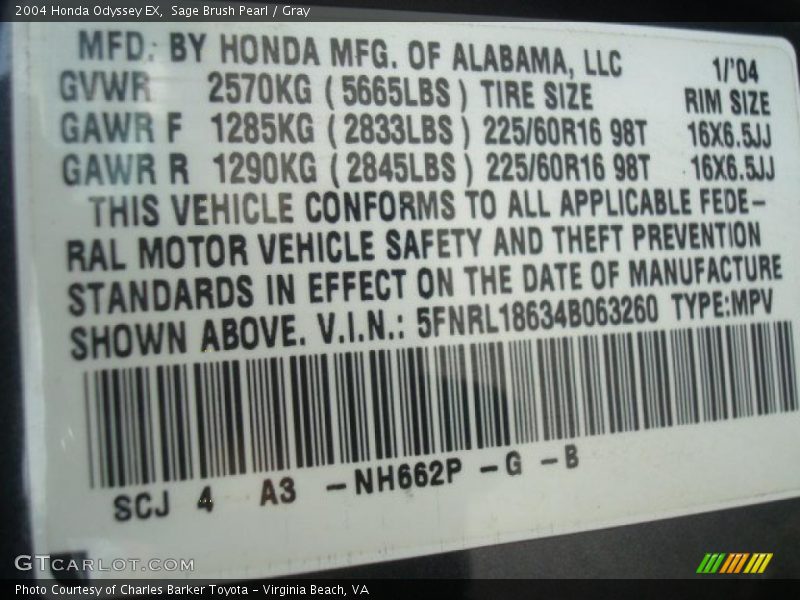 2004 Honda Odyssey EX, Sage Brush Pearl / Gray
MFD. BY HONDA MFG. OF ALABAMA, LLC 1/'04
GVWR 2570KG (5665LBS) TIRE SIZE RIM SIZE
GAWR F 1285KG (2833LBS) 225/60R16 98T 16X6.5JJ
GAWR R 1290KG (2845LBS) 225/60R16 98T 16X6.5JJ
THIS VEHICLE CONFORMS TO ALL APPLICABLE FEDE-
RAL MOTOR VEHICLE SAFETY AND THEFT PREVENTION
STANDARDS IN EFFECT ON THE DATE OF MANUFACTURE
SHOWN ABOVE. V.I.N.: 5FNRL18634B063260 TYPE:MPV
SCJ 4 A3 -NH662P -G -B
GTCARLOT.COM
Photo Courtesy of Charles Barker Toyota - Virginia Beach, VA